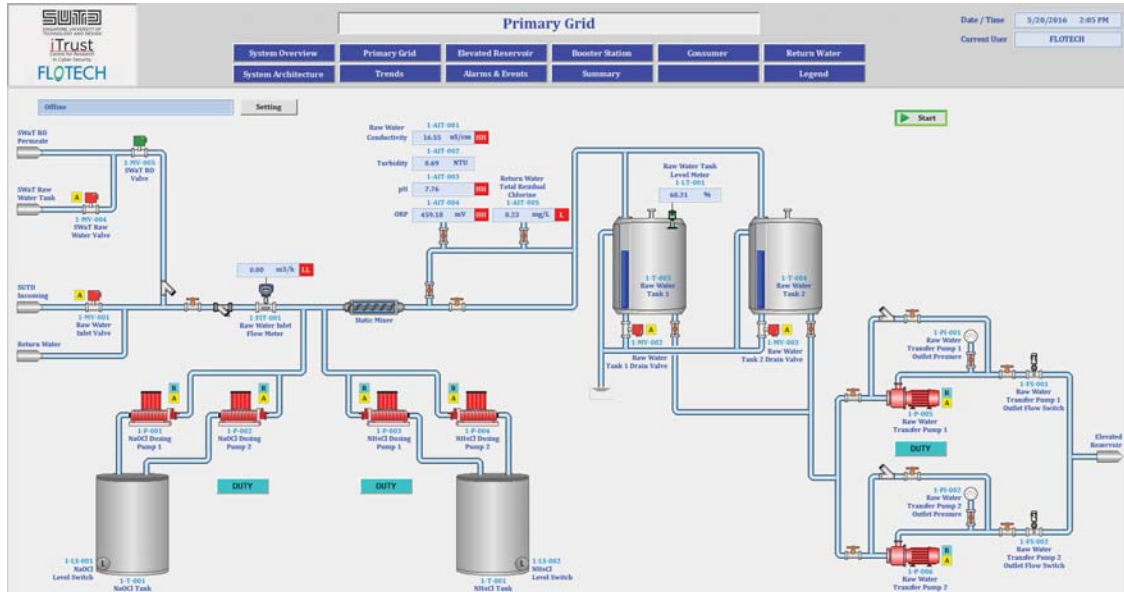 SUTD
SINGAPORE UNIVERSITY OF
TECHNOLOGY AND DESIGN
iTrust
Centre for Research
in Cyber Security
FLOTECH
Primary Grid
Date / Time 5/20/2016 2:05 PM
Current User FLOTECH
System Overview Primary Grid Elevated Reservoir Booster Station Consumer Return Water
System Architecture Trends Alarms & Events Summary Legend
Offline Setting
Start
SWaT RO
Permeate
1-MV-005
SWaT RO
Valve
SWaT Raw
Water Tank
A
1-MV-004
SWaT Raw
Water Valve
SUTD
Incoming
A
1-MV-001
Raw Water
Inlet Valve
Return Water
0.00 m3/h LL
1-FIT-001
Raw Water Inlet
Flow Meter
Static Mixer
Raw Water
Conductivity
1-AIT-001
16.55 uS/cm HH
1-AIT-002
Turbidity 0.69 NTU
1-AIT-003
pH 7.76 HH
1-AIT-004
ORP 459.58 mV HH
Return Water
Total Residual
Chlorine
1-AIT-005
0.23 mg/L L
Raw Water Tank
Level Meter
1-LT-001
60.31 %
1-T-003
Raw Water
Tank 1
1-T-004
Raw Water
Tank 2
A
1-MV-002
Raw Water
Tank 1 Drain Valve
A
1-MV-003
Raw Water
Tank 2 Drain Valve
R
A
1-P-001
NaOCl Dosing
Pump 1
R
A
1-P-002
NaOCl Dosing
Pump 2
DUTY
R
A
1-P-003
NH4Cl Dosing
Pump 1
DUTY
R
A
1-P-004
NH4Cl Dosing
Pump 2
1-LS-001
NaOCl
Level Switch
L
1-T-001
NaOCl Tank
L
1-LS-002
NH4Cl
Level Switch
1-T-001
NH4Cl Tank
1-PI-001
Raw Water
Transfer Pump 1
Outlet Pressure
R
A
1-P-005
Raw Water
Transfer Pump 1
DUTY
1-FS-001
Raw Water
Transfer Pump 1
Outlet Flow Switch
Elevated
Reservoir
1-PI-002
Raw Water
Transfer Pump 2
Outlet Pressure
R
A
1-P-006
Raw Water
Transfer Pump 2
1-FS-002
Raw Water
Transfer Pump 2
Outlet Flow Switch